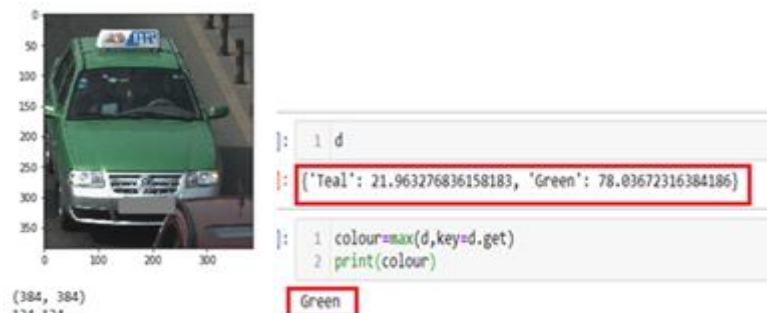 0
50
100
150
200
250
300
350
0 100 200 300
(384, 384)
]: 1 d
]: {'Teal': 21.963276836158183, 'Green': 78.03672316384186}
]: 1 colour=max(d,key=d.get)
2 print(colour)
Green